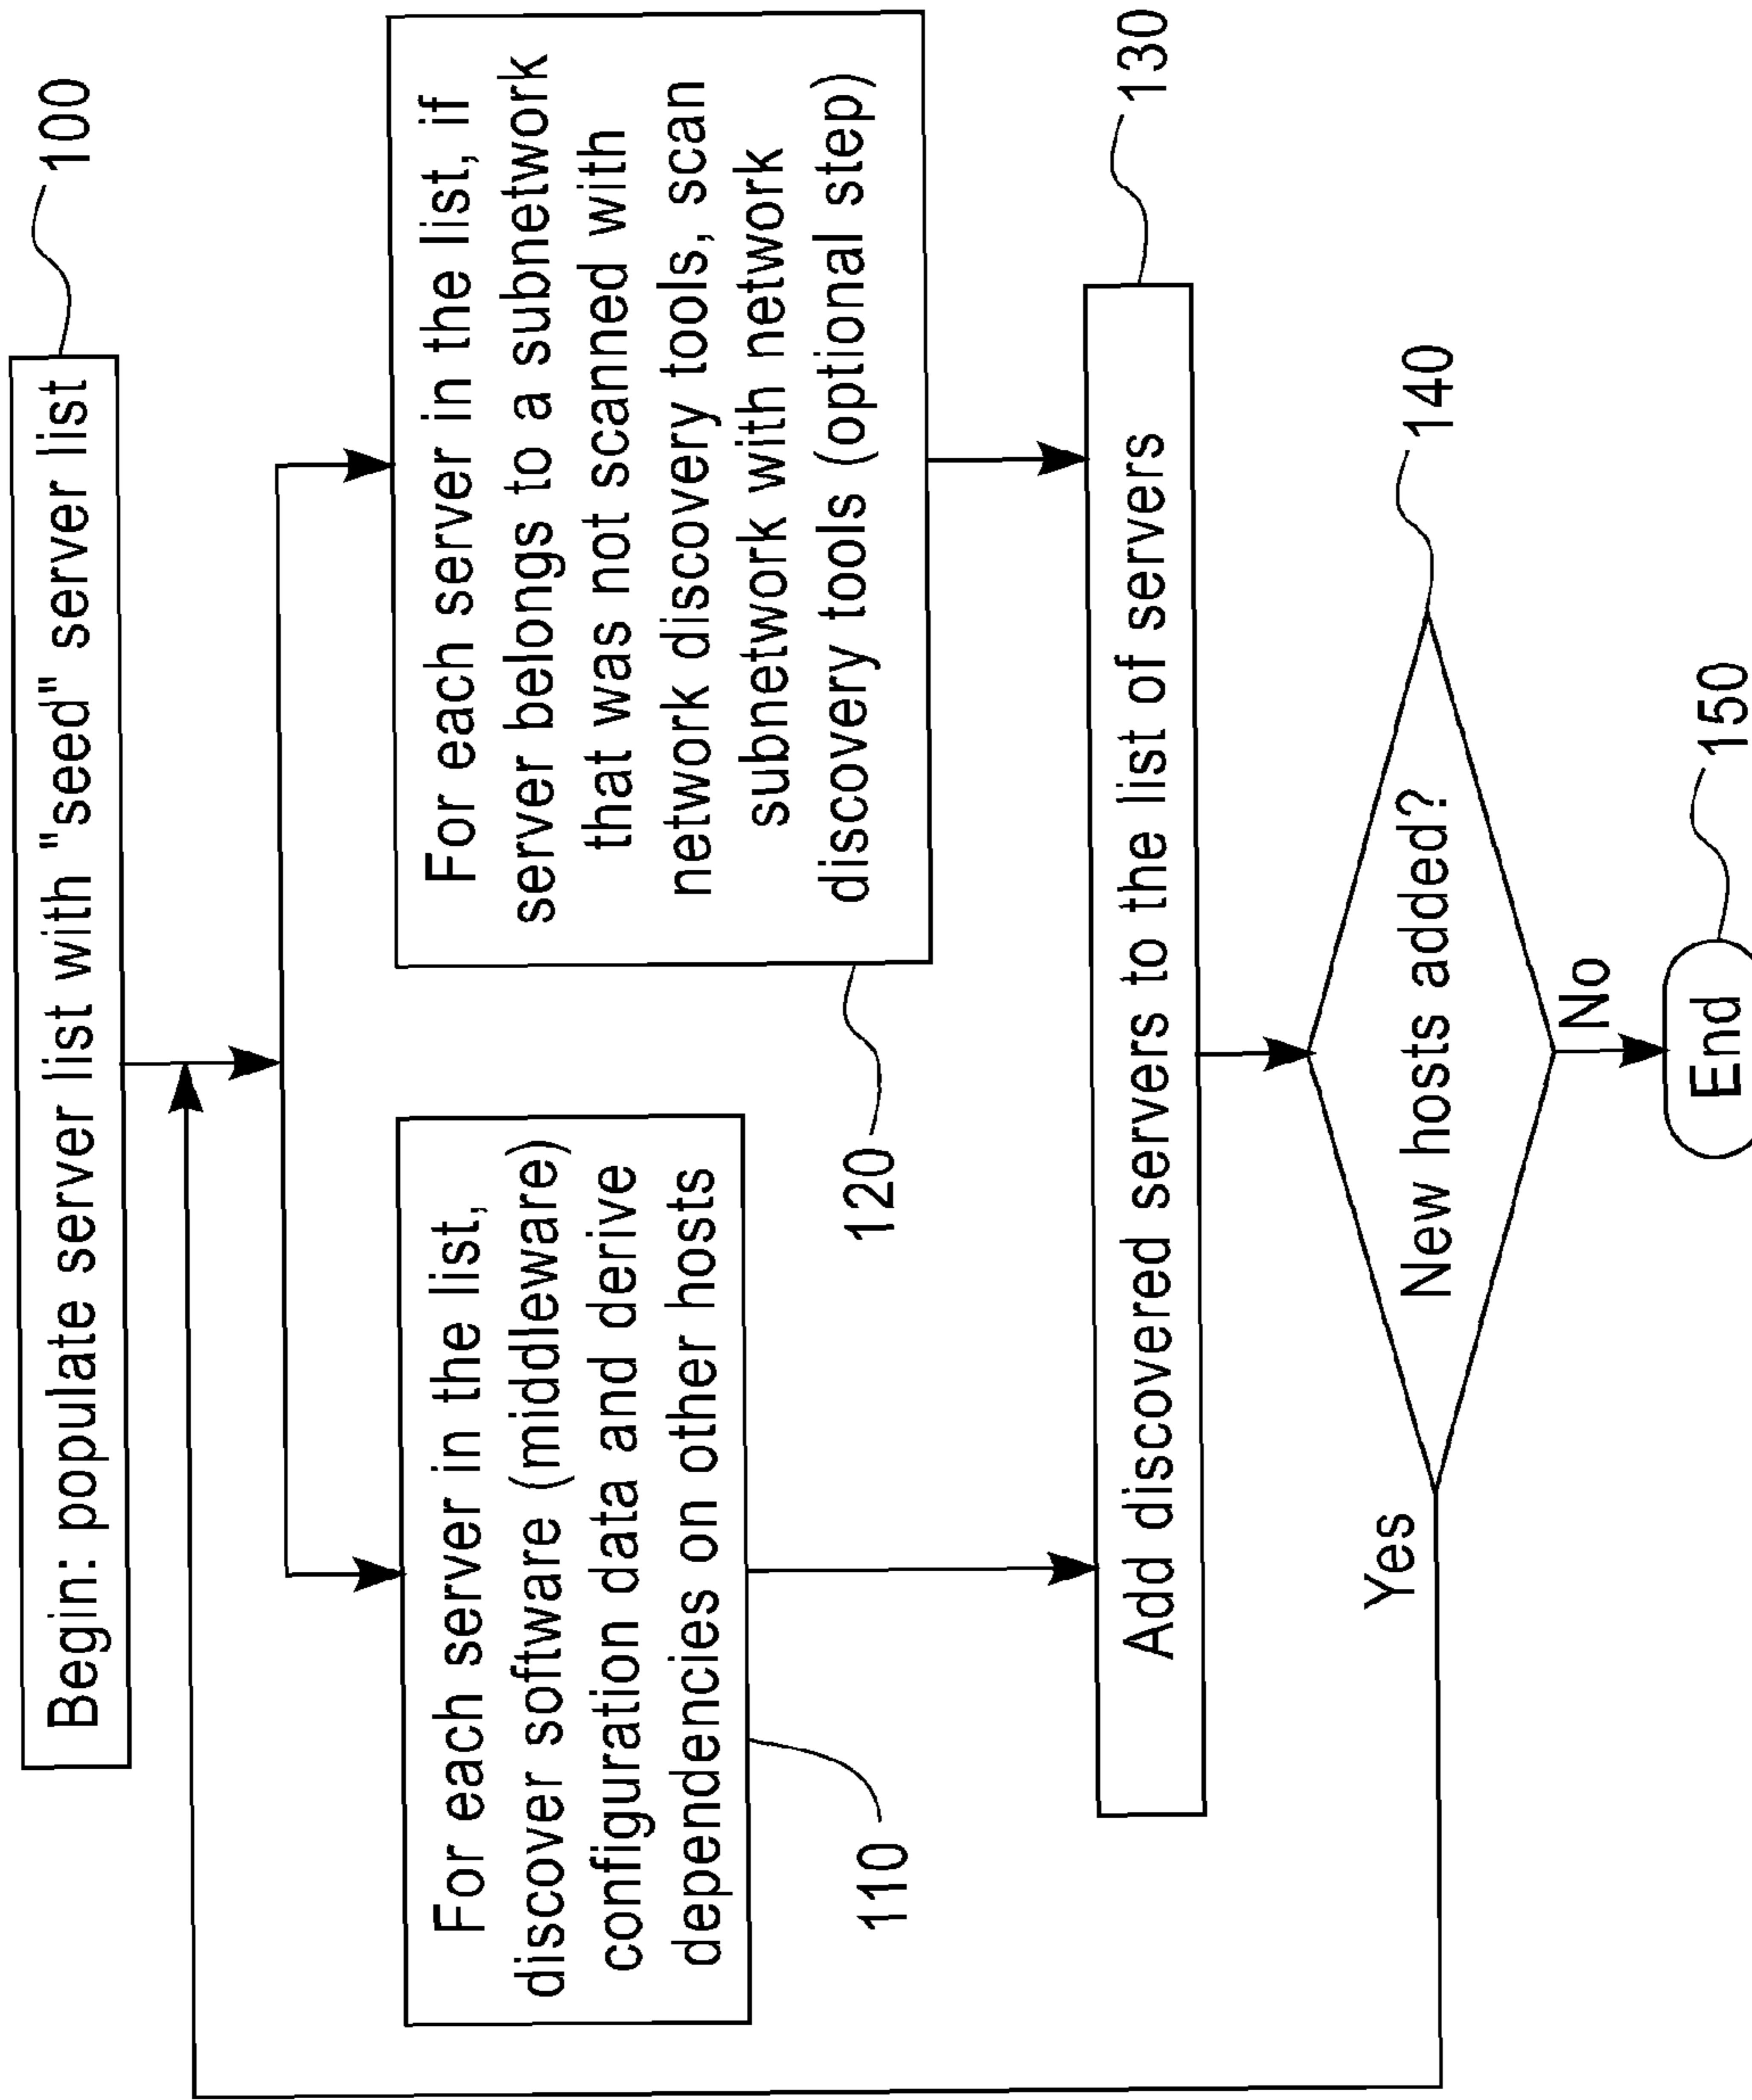 Begin: populate server list with "seed" server list
100
For each server in the list,
discover software (middleware)
configuration data and derive
dependencies on other hosts
110
For each server in the list, if
server belongs to a subnetwork
that was not scanned with
network discovery tools, scan
subnetwork with network
discovery tools (optional step)
120
Add discovered servers to the list of servers
130
New hosts added?
140
Yes
No
End
150